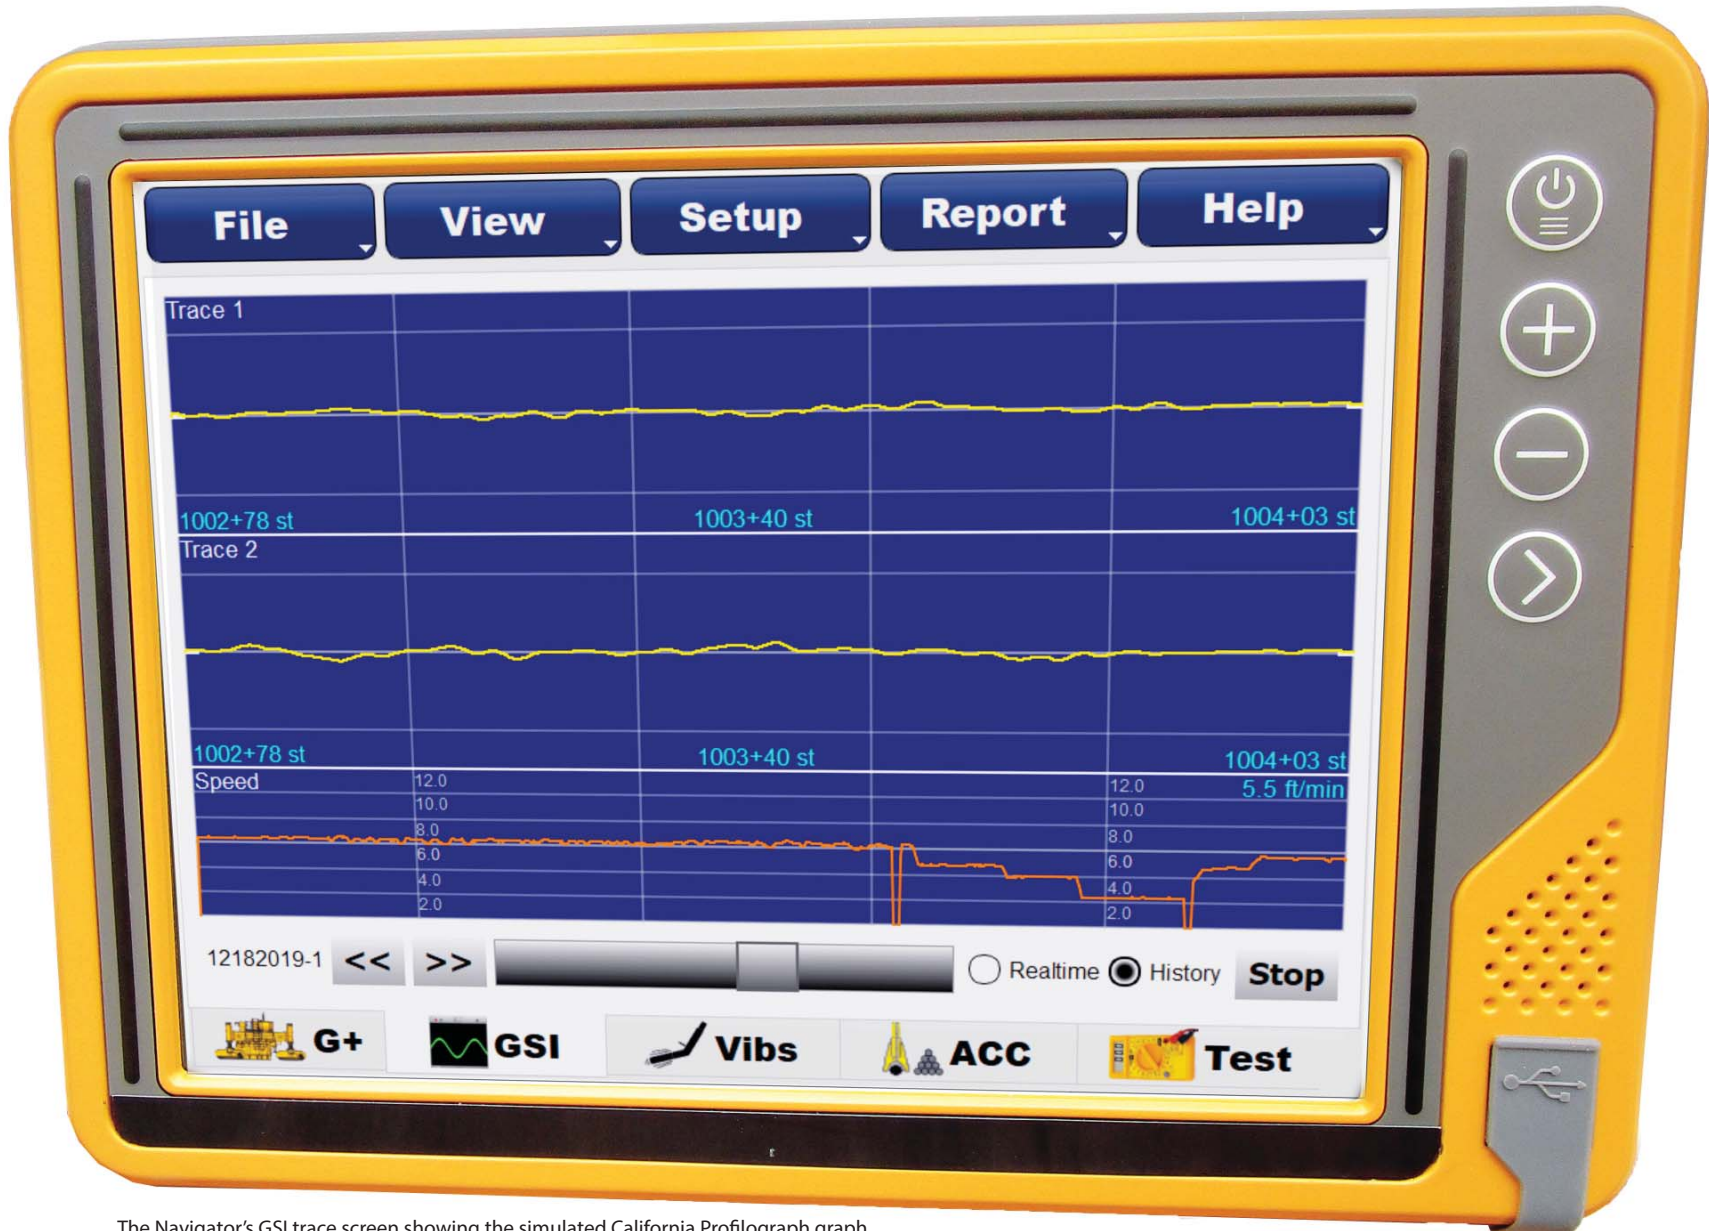 File View Setup Report Help
Trace 1
1002+78 st 1003+40 st 1004+03 st
Trace 2
1002+78 st 1003+40 st 1004+03 st
Speed 12.0 12.0 5.5 ft/min
10.0 10.0
8.0 8.0
6.0 6.0
4.0 4.0
2.0 2.0
12182019-1 << >> Realtime History Stop
G+ GSI Vibs ACC Test
The Navigator's GSI trace screen showing the simulated California Profilograph graph